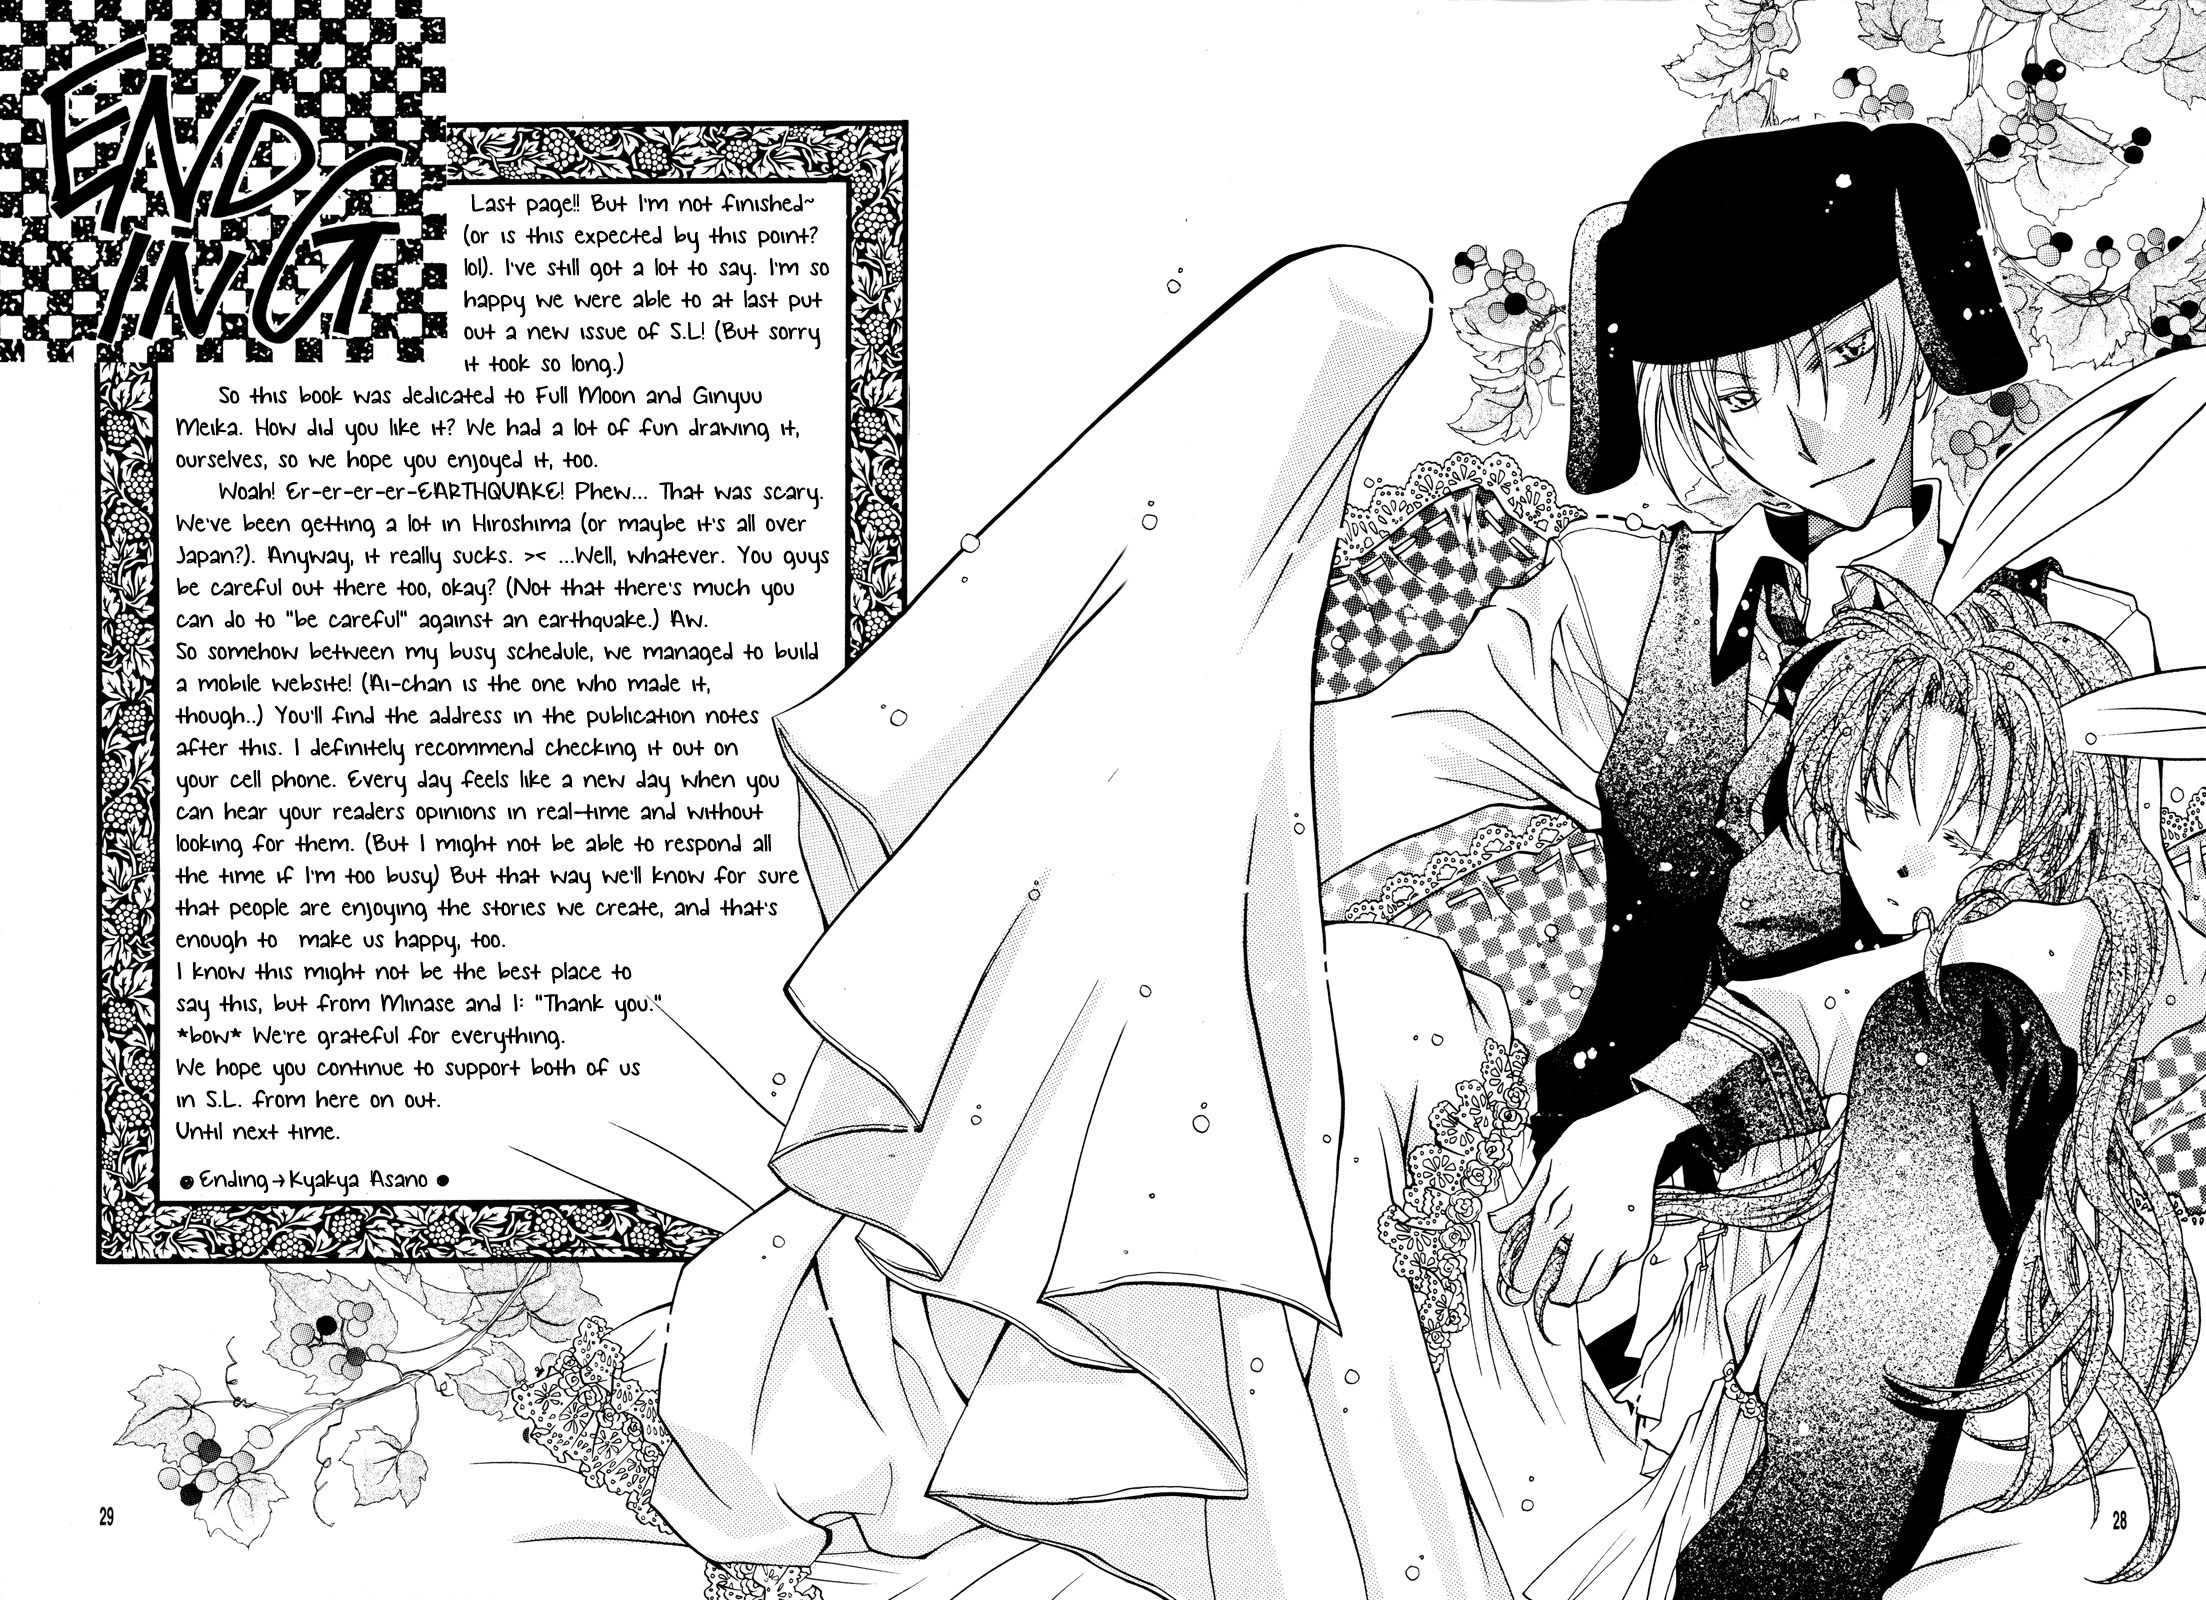 END
ING
Last page!! But I'm not finished~
(or is this expected by this point?
lol). I've still got a lot to say. I'm so
happy we were able to at last put
out a new issue of S.L! (But sorry
it took so long.)
So this book was dedicated to Full Moon and Ginyuu
Meika. How did you like it? We had a lot of fun drawing it,
ourselves, so we hope you enjoyed it, too.
Woah! Er-er-er-er-EARTHQUAKE! Phew... That was scary.
We've been getting a lot in Hiroshima (or maybe it's all over
Japan?). Anyway, it really sucks. >< ...Well, whatever. You guys
be careful out there too, okay? (Not that there's much you
can do to "be careful" against an earthquake.) Aw.
So somehow between my busy schedule, we managed to build
a mobile website! (Ai-chan is the one who made it,
though..) You'll find the address in the publication notes
after this. I definitely recommend checking it out on
your cell phone. Every day feels like a new day when you
can hear your readers opinions in real-time and without
looking for them. (But I might not be able to respond all
the time if I'm too busy) But that way we'll know for sure
that people are enjoying the stories we create, and that's
enough to make us happy, too.
I know this might not be the best place to
say this, but from Minase and I: "Thank you."
*bow* We're grateful for everything.
We hope you continue to support both of us
in S.L. from here on out.
Until next time.
●Ending→Kyakya Asano●
29
28